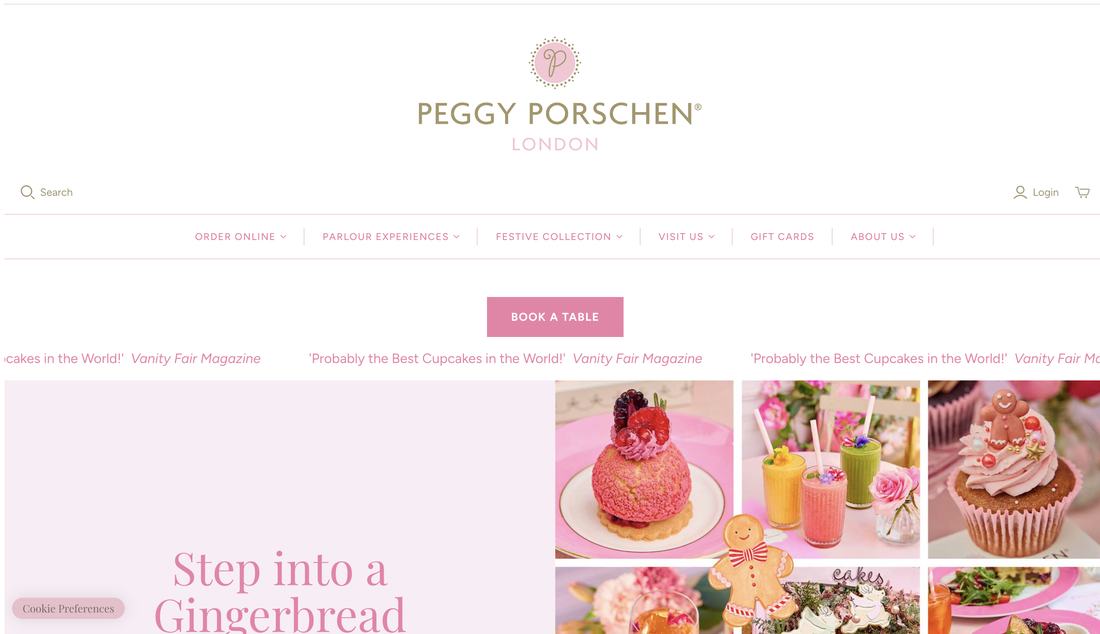 P
PEGGY PORSCHEN®
LONDON
Search
Login
ORDER ONLINE
PARLOUR EXPERIENCES
FESTIVE COLLECTION
VISIT US
GIFT CARDS
ABOUT US
BOOK A TABLE
cakes in the World!' Vanity Fair Magazine
'Probably the Best Cupcakes in the World!' Vanity Fair Magazine
'Probably the Best Cupcakes in the World!' Vanity Fair
Step into a
Gingerbread
cakes
Cookie Preferences